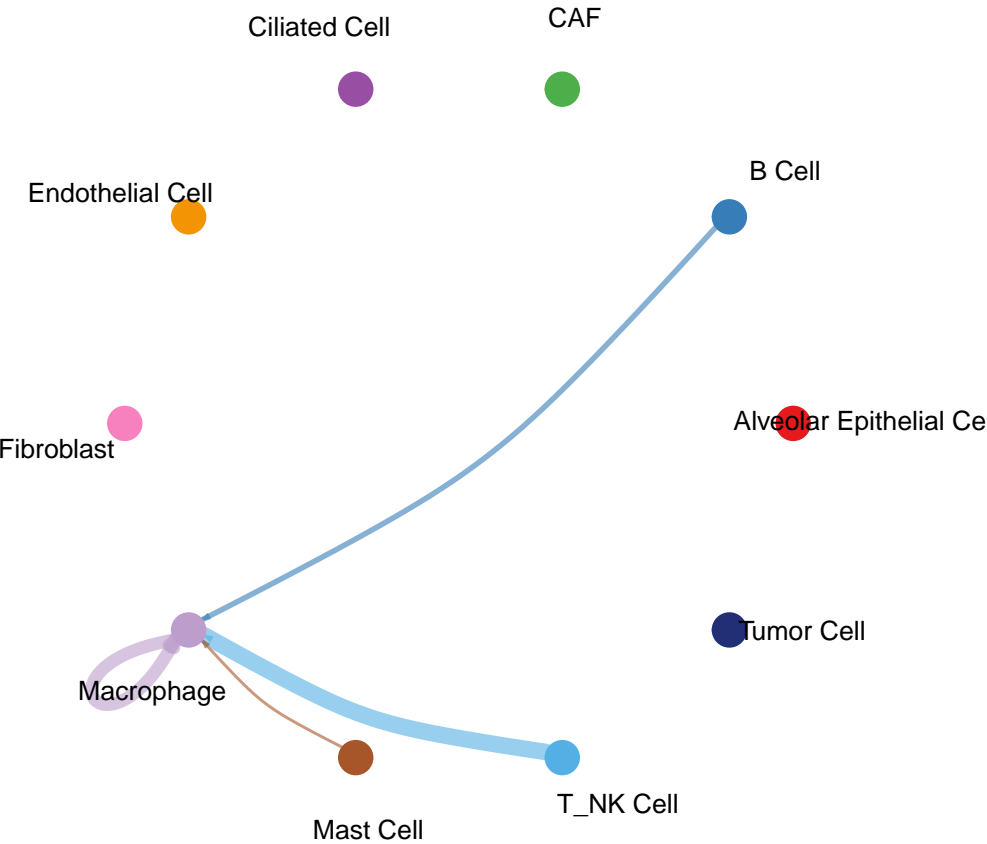 CAF
Ciliated Cell
B Cell
Endothelial Cell
Alveolar Epithelial Ce
Fibroblast
Tumor Cell
Macrophage
T_NK Cell
Mast Cell